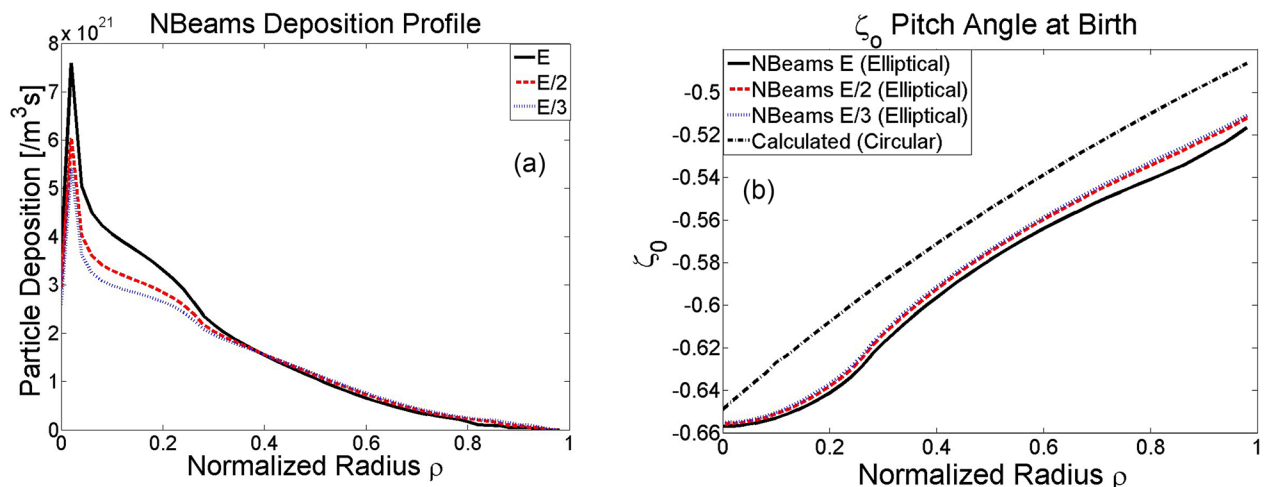 NBeams Deposition Profile
x 10^21
8
7
6
5
4
3
2
1
0
Particle Deposition [/m³s]
E
E/2
E/3
(a)
0 0.2 0.4 0.6 0.8 1
Normalized Radius ρ
ζo Pitch Angle at Birth
NBeams E (Elliptical)
NBeams E/2 (Elliptical)
NBeams E/3 (Elliptical)
Calculated (Circular)
(b)
-0.5
-0.52
-0.54
-0.56
-0.58
-0.6
-0.62
-0.64
-0.66
ζ0
0 0.2 0.4 0.6 0.8 1
Normalized Radius ρ